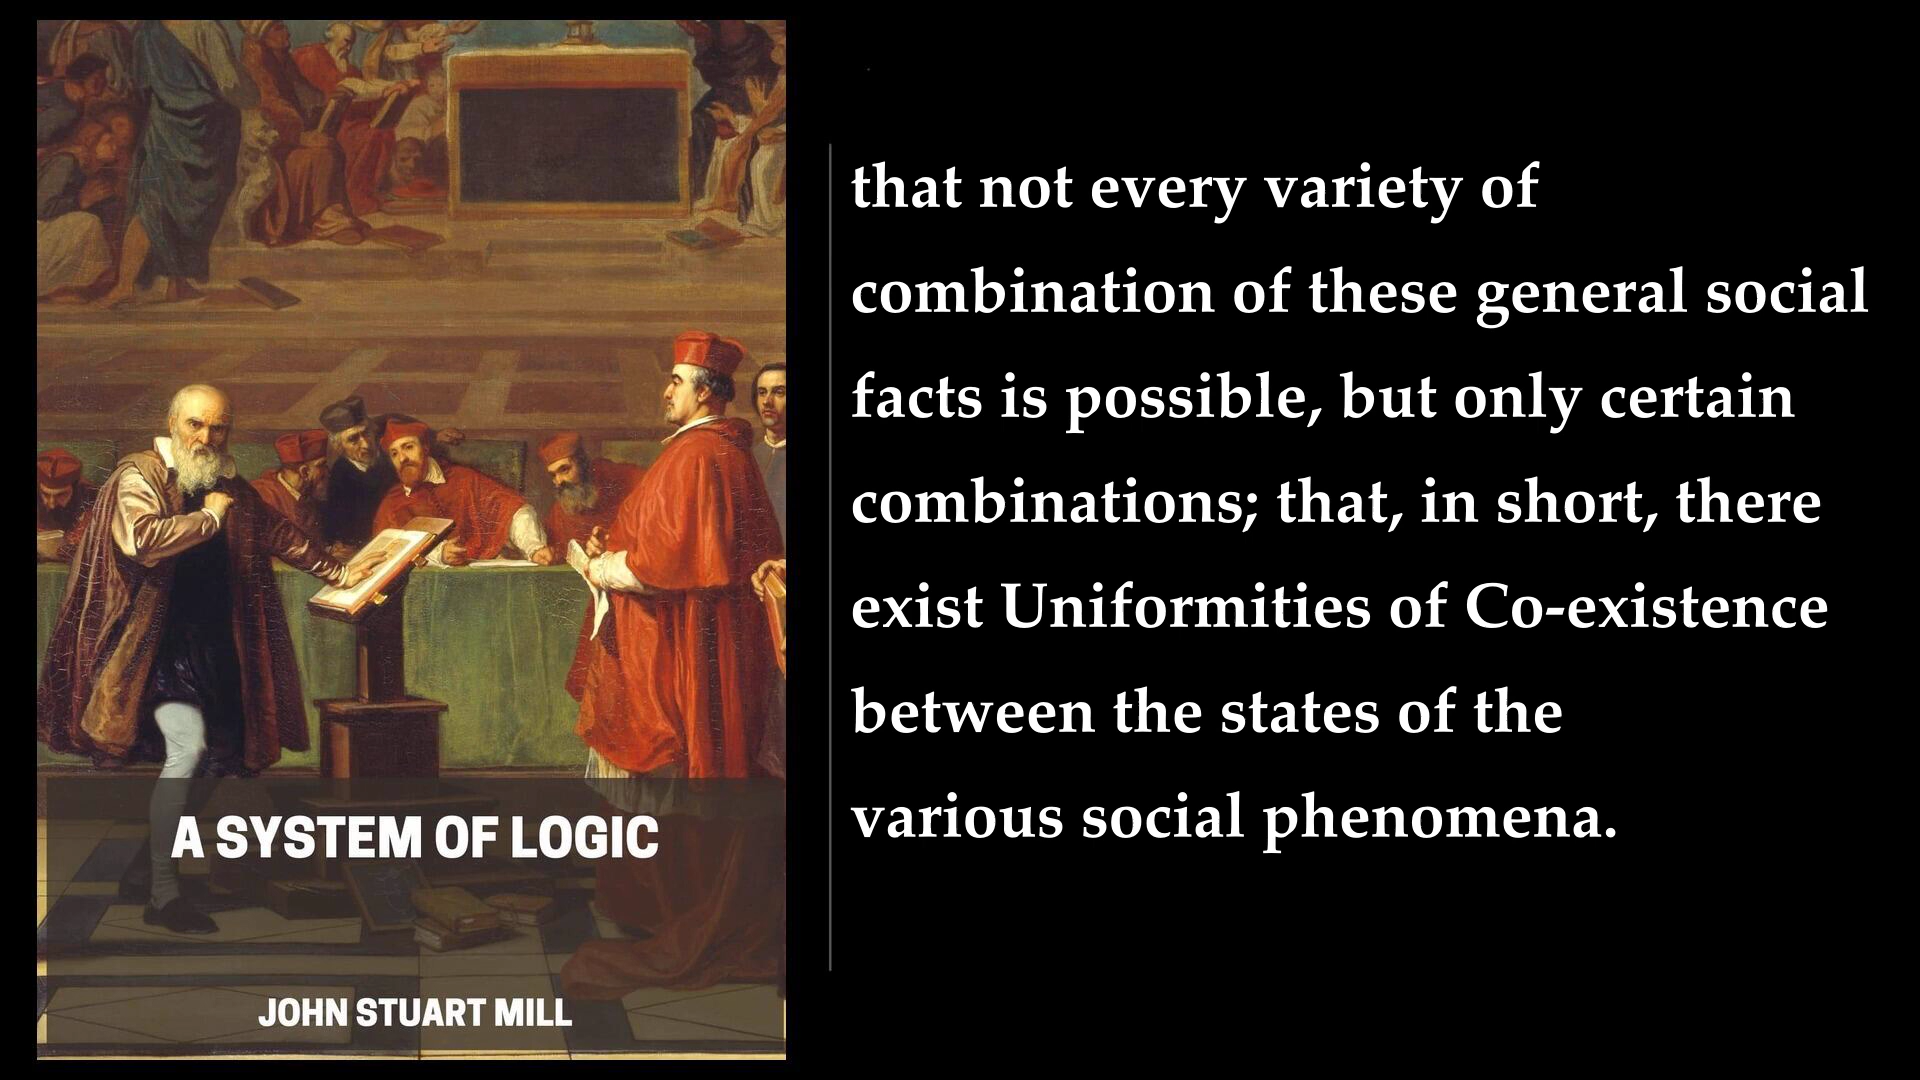 A SYSTEM OF LOGIC
JOHN STUART MILL
that not every variety of
combination of these general social
facts is possible, but only certain
combinations; that, in short, there
exist Uniformities of Co-existence
between the states of the
various social phenomena.